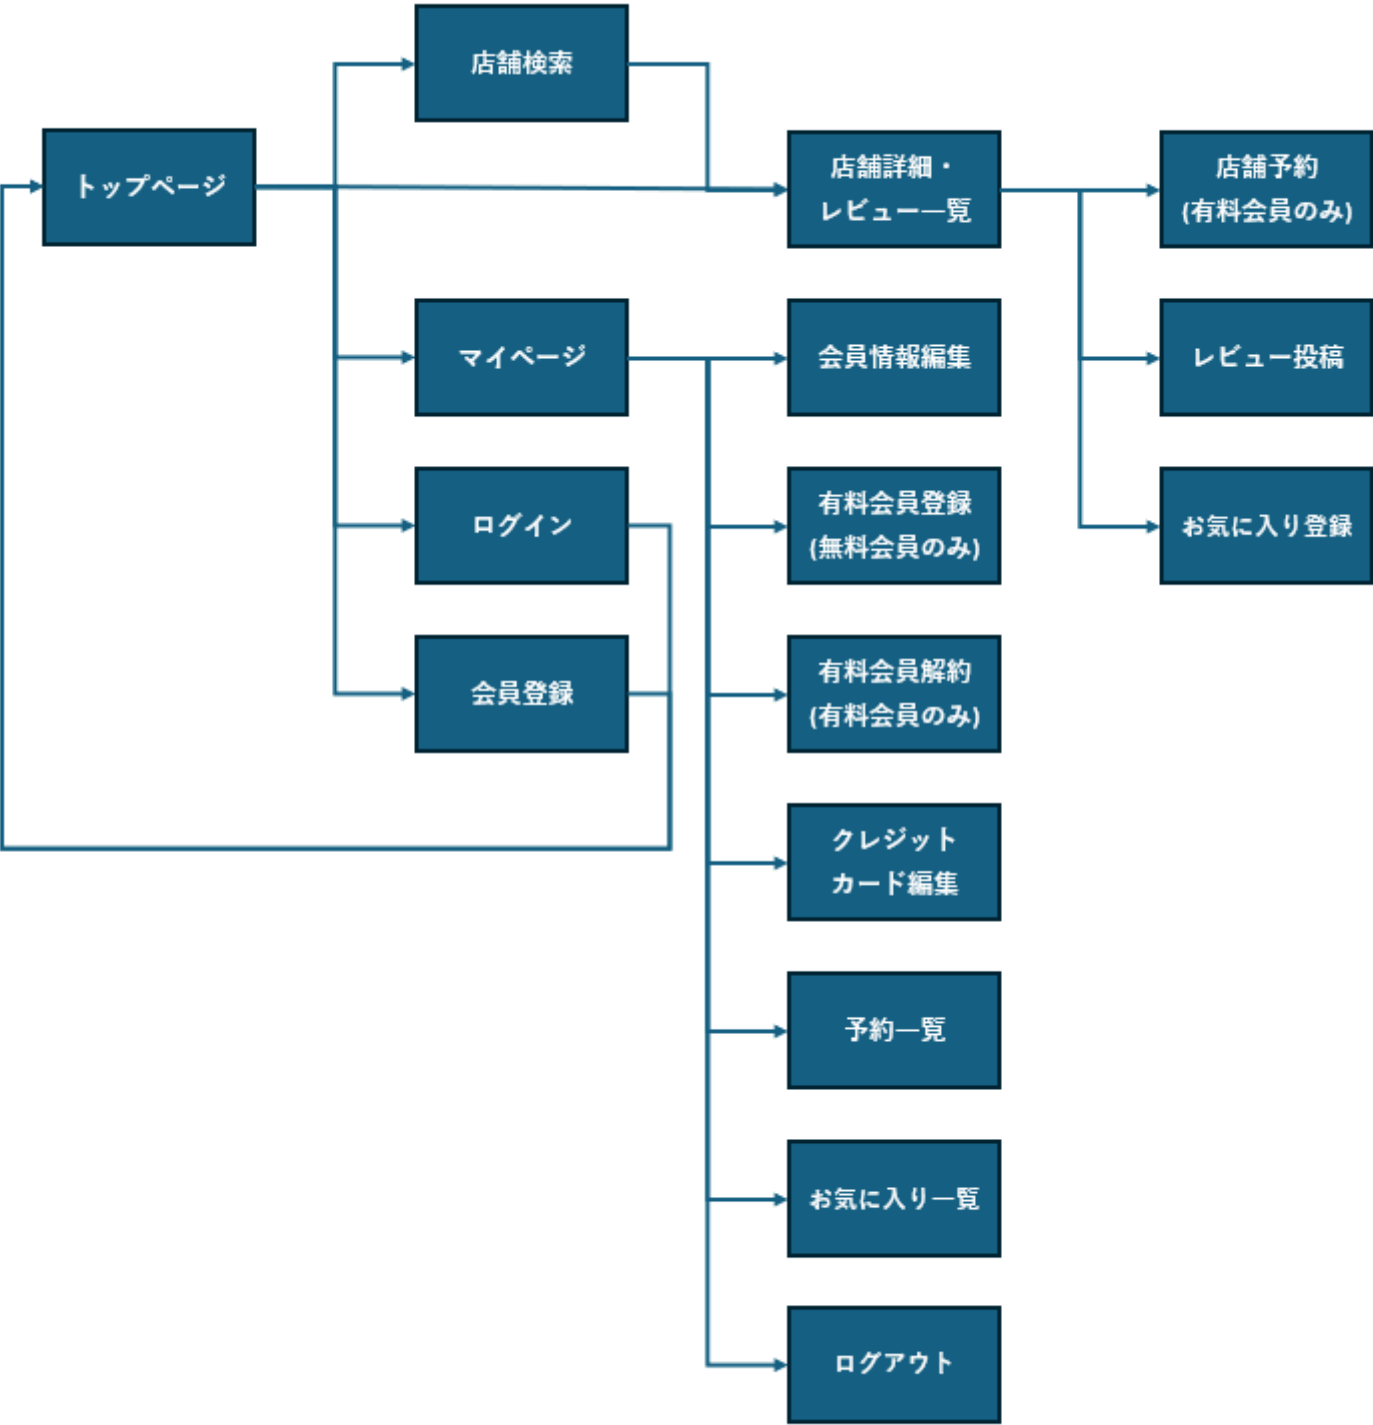 店舗検索
トップページ
店舗詳細・
レビュー一覧
店舗予約
(有料会員のみ)
マイページ
会員情報編集
レビュー投稿
ログイン
有料会員登録
(無料会員のみ)
お気に入り登録
会員登録
有料会員解約
(有料会員のみ)
クレジット
カード編集
予約一覧
お気に入り一覧
ログアウト